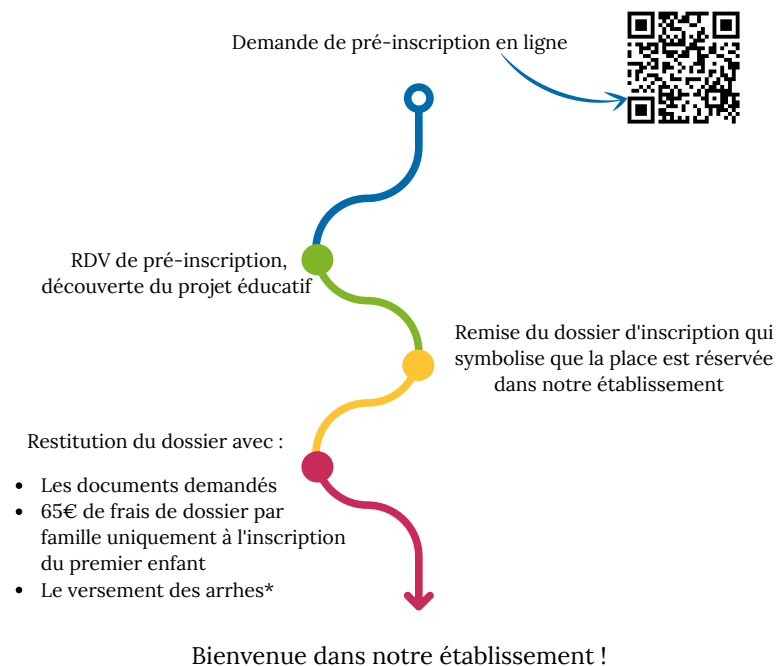 Demande de pré-inscription en ligne
RDV de pré-inscription,
découverte du projet éducatif
Remise du dossier d'inscription qui
symbolise que la place est réservée
dans notre établissement
Restitution du dossier avec :
• Les documents demandés
• 65€ de frais de dossier par
famille uniquement à l'inscription
du premier enfant
• Le versement des arrhes*
Bienvenue dans notre établissement !